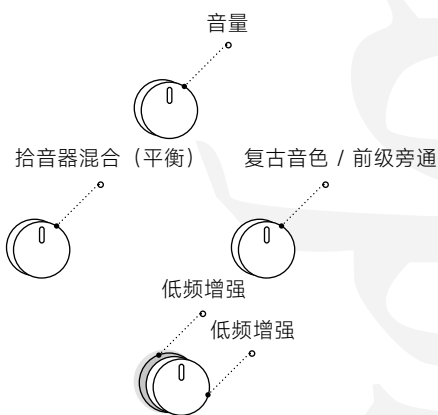 音量
拾音器混合（平衡）
复古音色 / 前级旁通
低频增强
低频增强